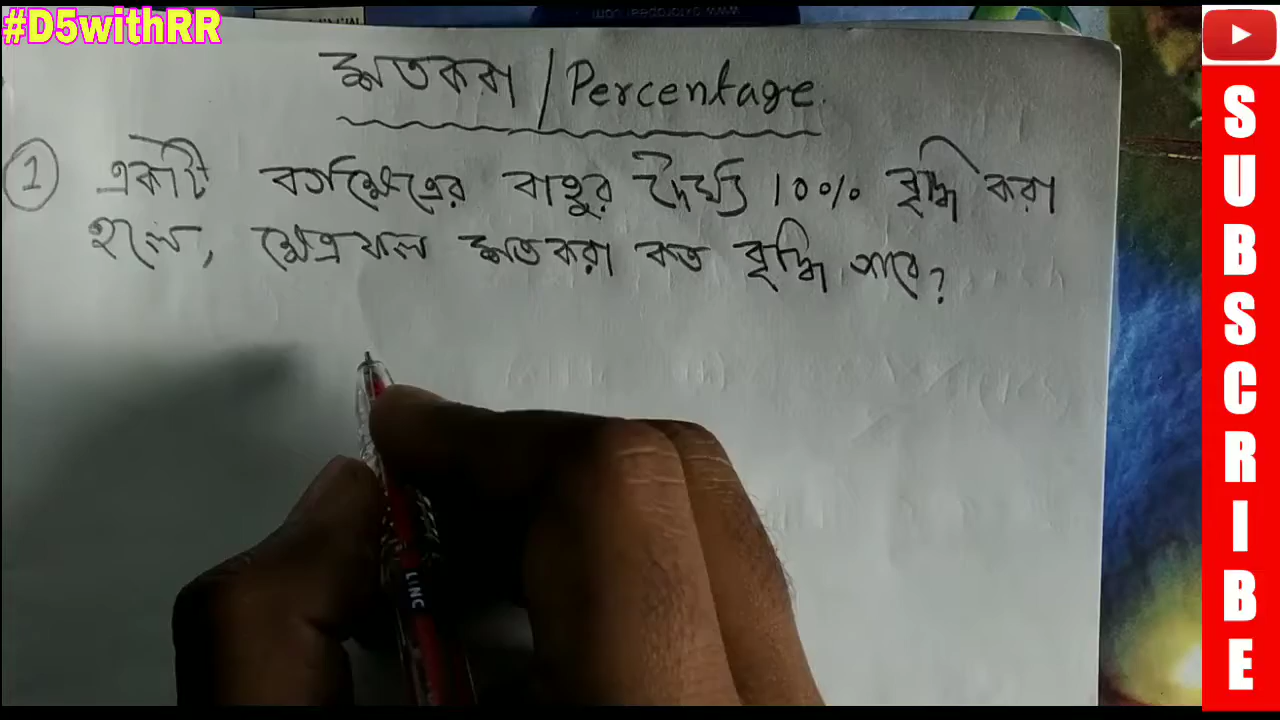 #D5withRR
শতকরা / Percentage.
1 একটি বর্গক্ষেত্রের বাহুর দৈর্ঘ্য 10% বৃদ্ধি করা
হলে, ক্ষেত্রফল শতকরা কত বৃদ্ধি পাবে?
LINC
SUBSCRIBE